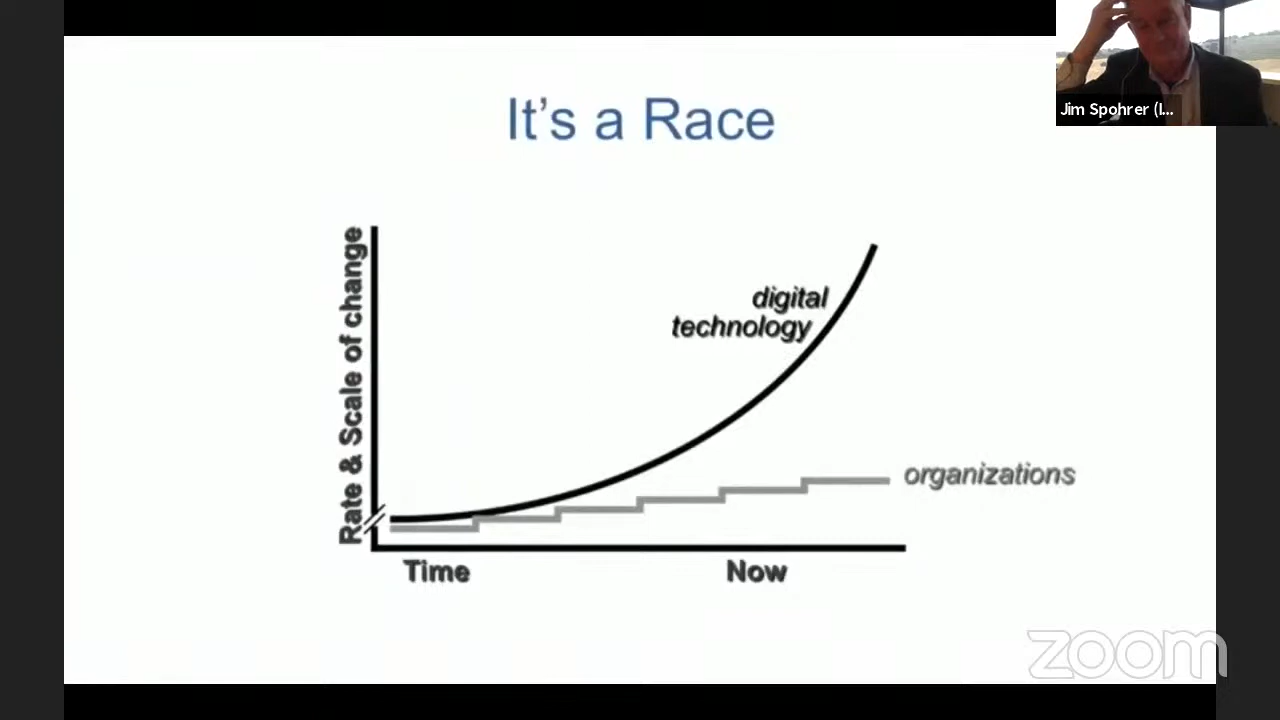 It's a Race
Jim Spohrer (I...
Rate & Scale of change
digital
technology
organizations
Time
Now
zoom